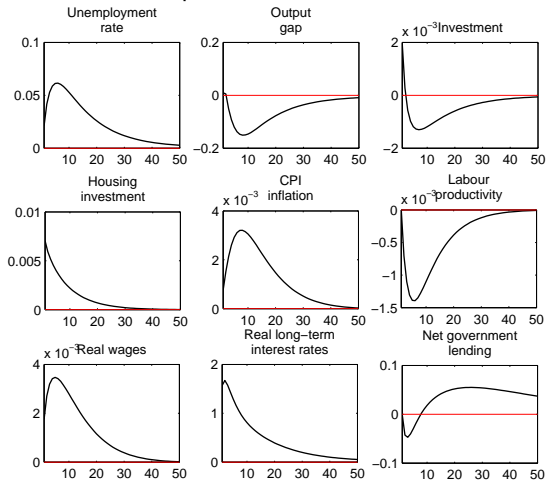 Unemployment
rate
0.1
0.05
0
10 20 30 40 50
Output
gap
0.2
0
−0.2
10 20 30 40 50
x 10⁻³ Investment
2
0
−2
10 20 30 40 50
Housing
investment
0.01
0.005
0
10 20 30 40 50
CPI
inflation
x 10⁻³
4
2
0
10 20 30 40 50
Labour
x 10⁻³ productivity
0
−0.5
−1
−1.5
10 20 30 40 50
x 10⁻³ Real wages
4
2
0
10 20 30 40 50
Real long−term
interest rates
2
1
0
10 20 30 40 50
Net government
lending
0.1
0
−0.1
10 20 30 40 50